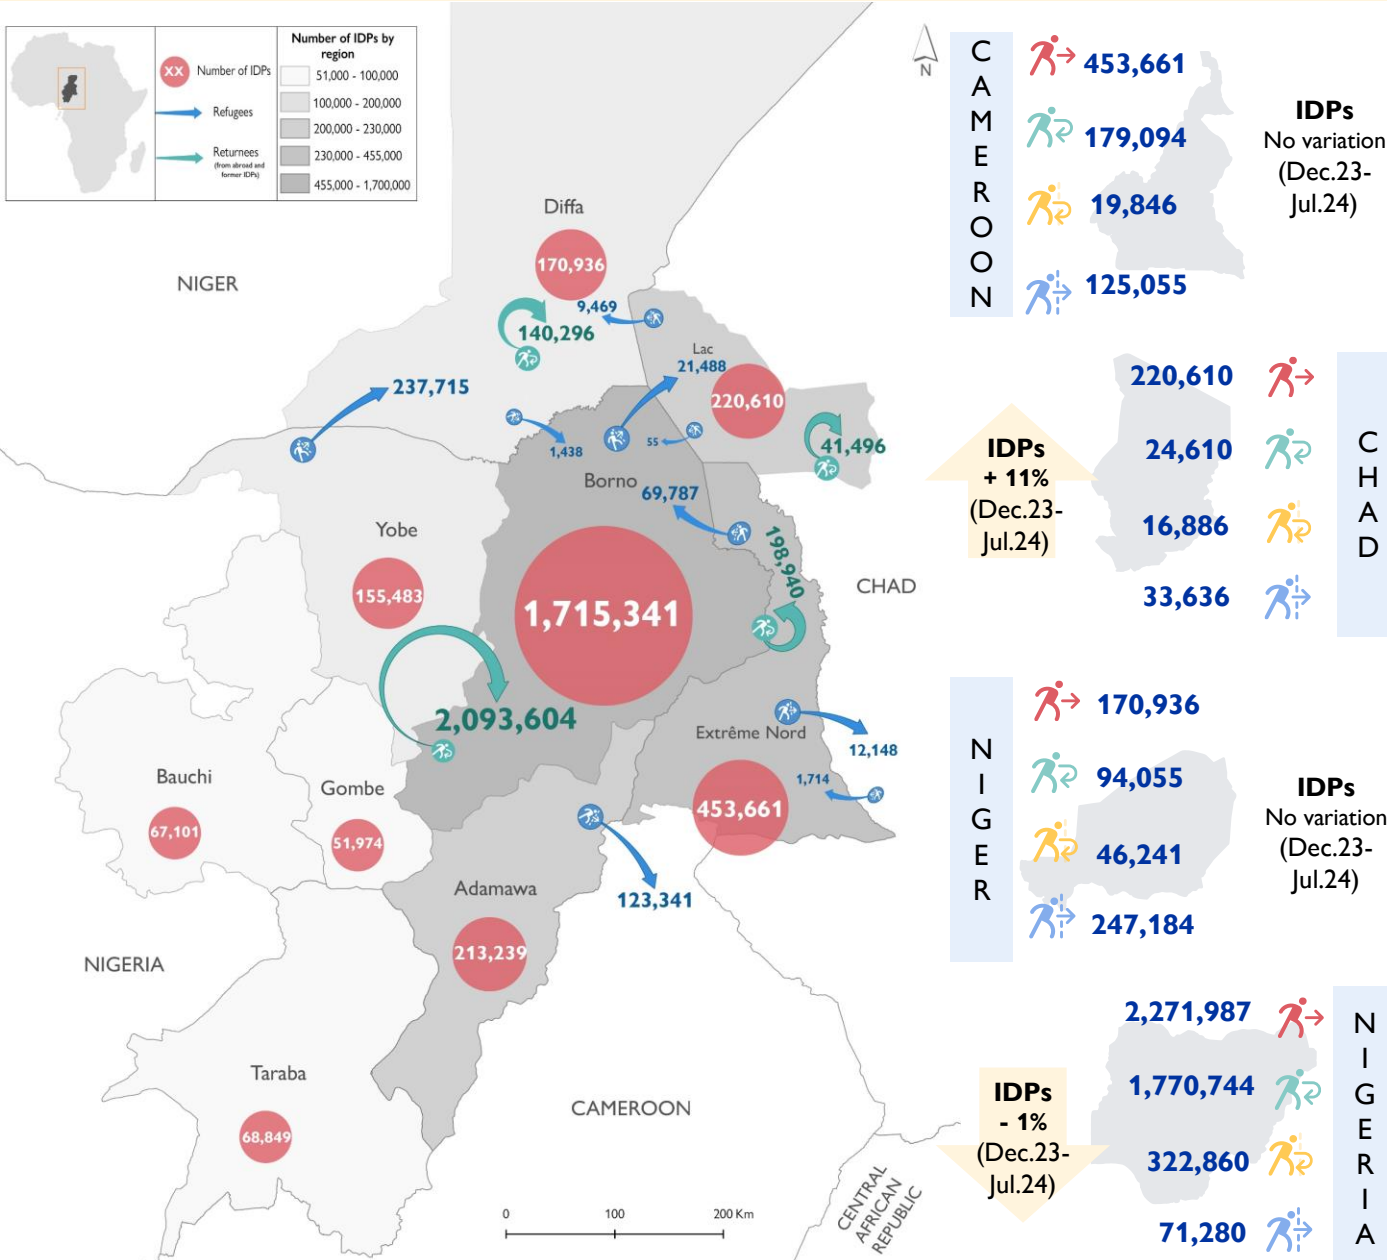 XX
Number of IDPs
Refugees
Returnees
(from abroad and
former IDPs)
Number of IDPs by
region
51,000 - 100,000
100,000 - 200,000
200,000 - 230,000
230,000 - 455,000
455,000 - 1,700,000
N
NIGER
Diffa
170,936
9,469
140,296
237,715
Lac
21,488
220,610
41,496
1,438
55
Borno
69,787
198,940
Yobe
155,483
1,715,341
CHAD
2,093,604
Extrême Nord
12,148
1,714
453,661
Bauchi
67,101
Gombe
51,974
123,341
Adamawa
213,239
NIGERIA
Taraba
68,849
CAMEROON
CENTRAL
AFRICAN
REPUBLIC
0
100
200 Km
C
A
M
E
R
O
O
N
453,661
179,094
19,846
125,055
IDPs
No variation
(Dec.23-
Jul.24)
IDPs
+ 11%
(Dec.23-
Jul.24)
220,610
24,610
16,886
33,636
C
H
A
D
N
I
G
E
R
170,936
94,055
46,241
247,184
IDPs
No variation
(Dec.23-
Jul.24)
IDPs
- 1%
(Dec.23-
Jul.24)
2,271,987
1,770,744
322,860
71,280
N
I
G
E
R
I
A